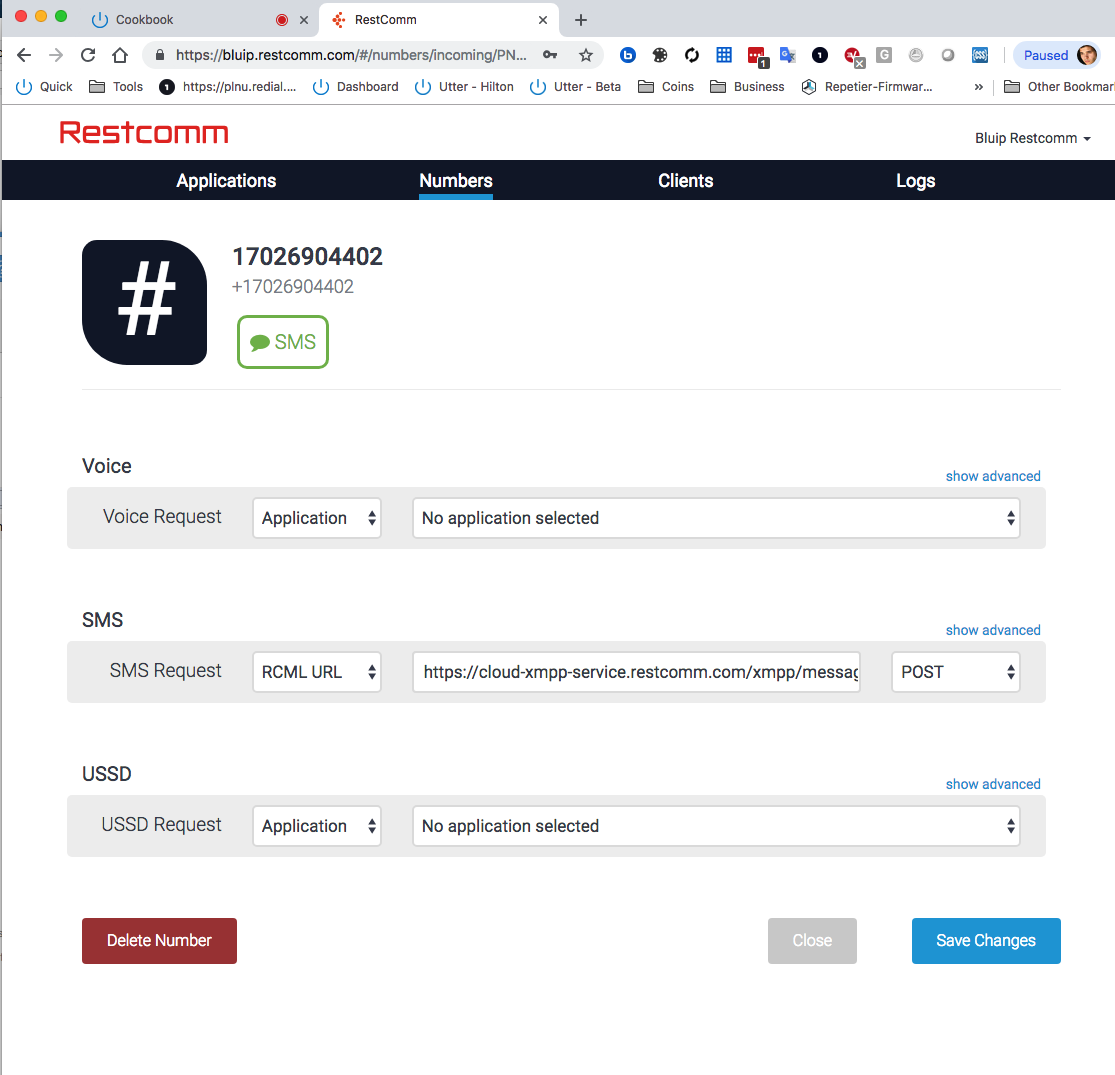 Cookbook
RestComm
https://bluip.restcomm.com/#/numbers/incoming/PN...
Paused
Quick
Tools
https://plnu.redial....
Dashboard
Utter - Hilton
Utter - Beta
Coins
Business
Repetier-Firmwar...
»
Other Bookmar
Restcomm
Bluip Restcomm
Applications
Numbers
Clients
Logs
#
17026904402
+17026904402
SMS
Voice
show advanced
Voice Request
Application
No application selected
SMS
show advanced
SMS Request
RCML URL
https://cloud-xmpp-service.restcomm.com/xmpp/messag
POST
USSD
show advanced
USSD Request
Application
No application selected
Delete Number
Close
Save Changes